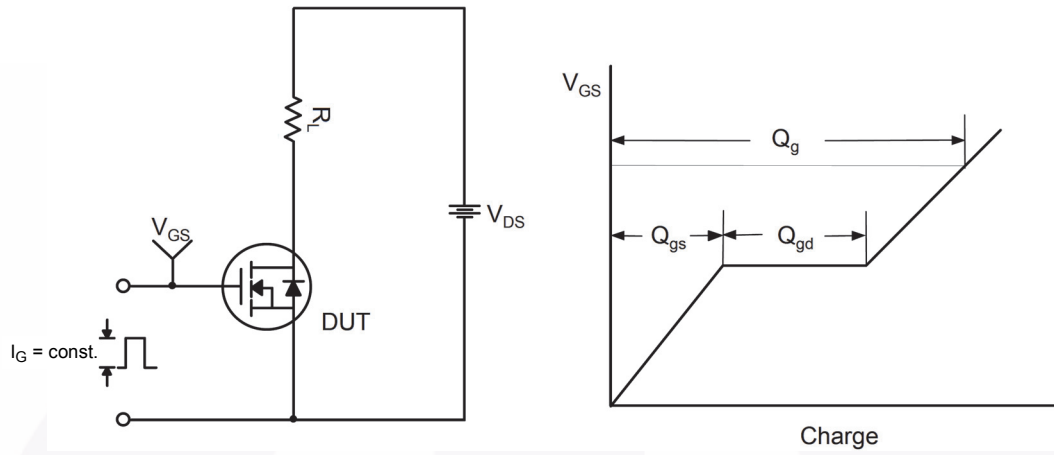 R_L
V_DS
V_GS
DUT
I_G = const.
V_GS
Q_g
Q_gs
Q_gd
Charge